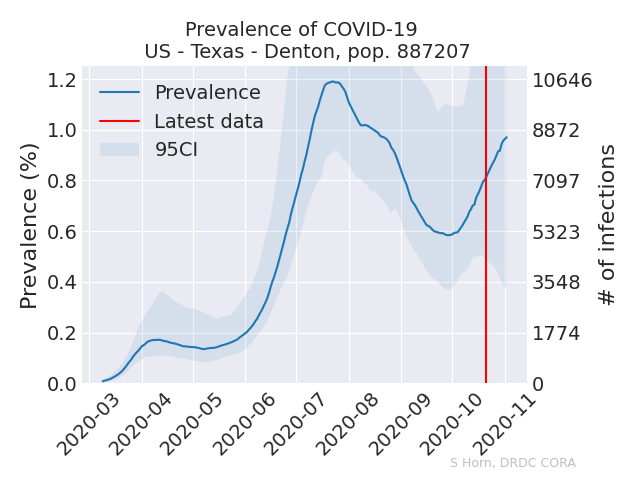 Prevalence of COVID-19
US - Texas - Denton, pop. 887207
Prevalence
Latest data
95CI
Prevalence (%)
1.2
1.0
0.8
0.6
0.4
0.2
0.0
10646
8872
7097
5323
3548
1774
0
# of infections
2020-03
2020-04
2020-05
2020-06
2020-07
2020-08
2020-09
2020-10
2020-11
S Horn, DRDC CORA